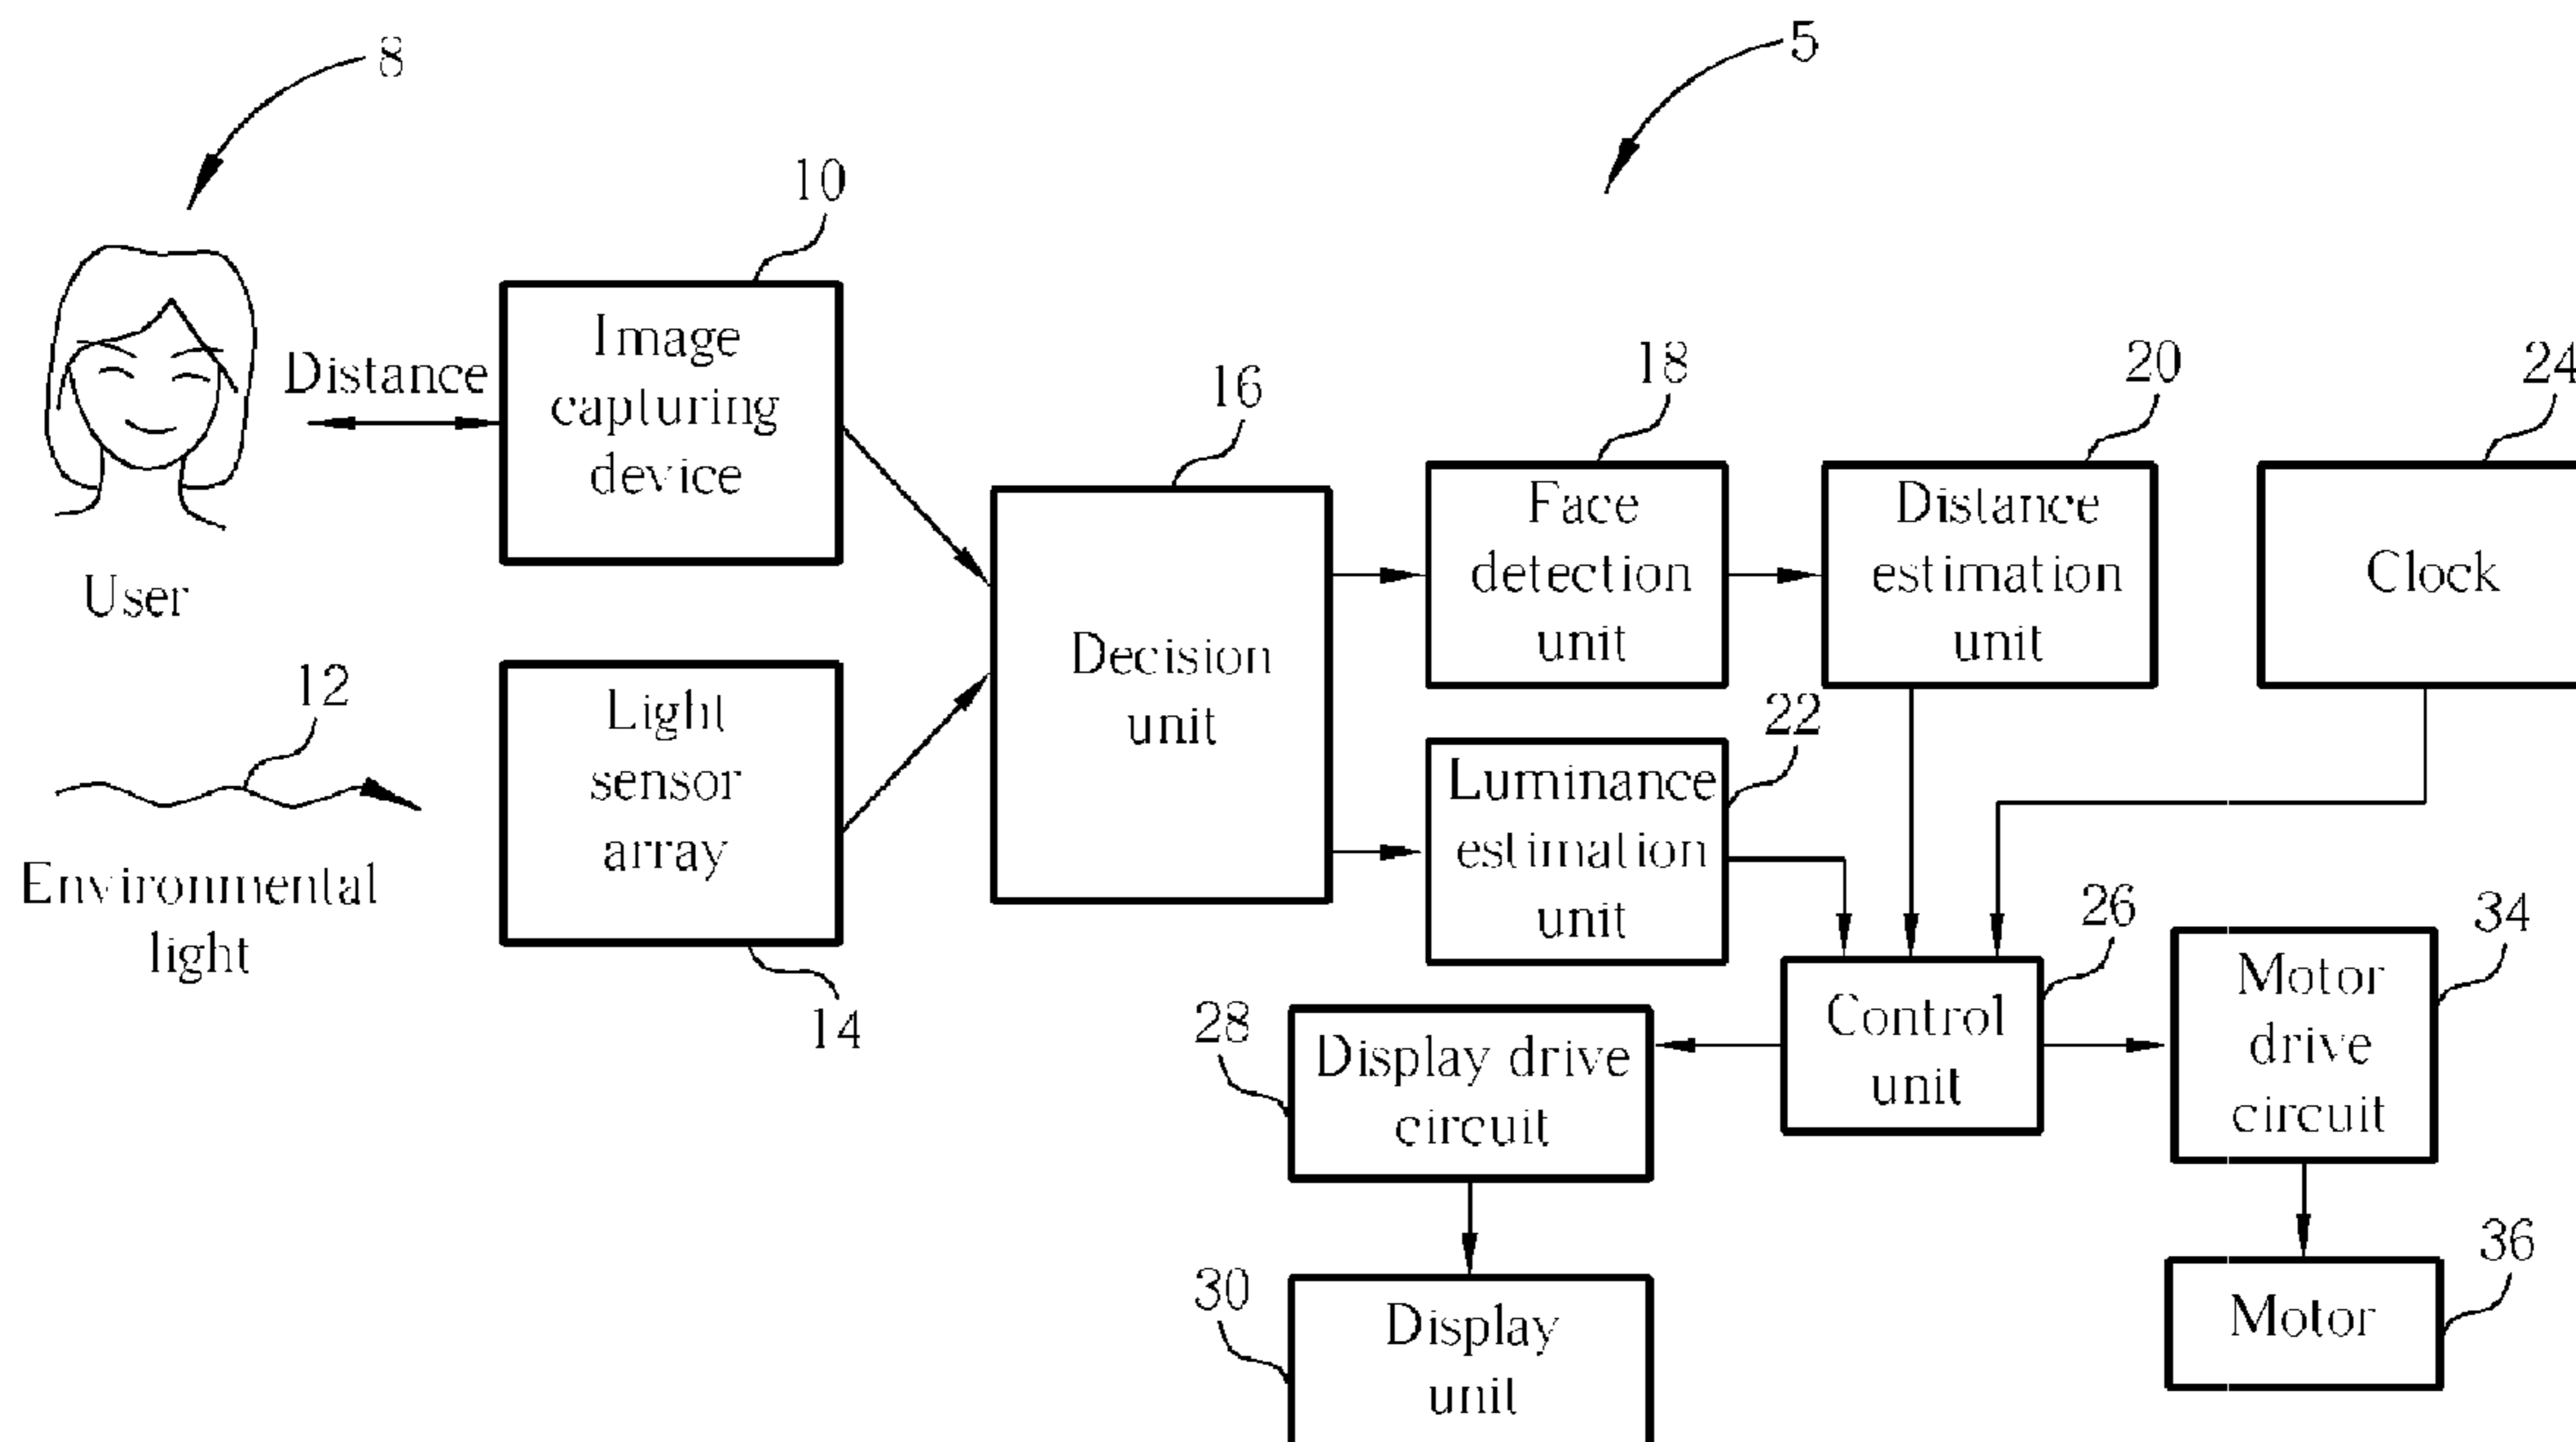 8
5
10
Image
capturing
device
Distance
User
12
Environmental
light
Light
sensor
array
14
16
Decision
unit
18
Face
detection
unit
20
Distance
estimation
unit
24
Clock
22
Luminance
estimation
unit
26
Control
unit
28
Display drive
circuit
30
Display
unit
34
Motor
drive
circuit
36
Motor